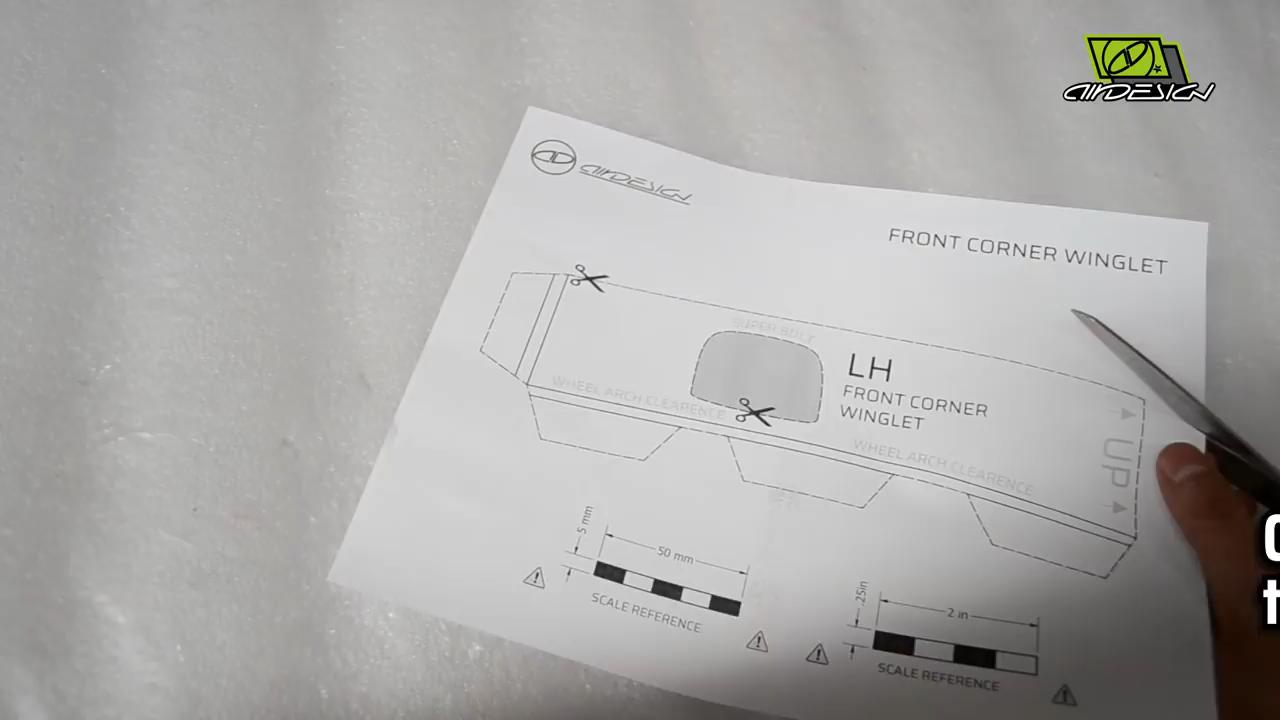 AIRDESIGN
AIRDESIGN
FRONT CORNER WINGLET
SUPER BOLT
LH
FRONT CORNER
WINGLET
WHEEL ARCH CLEARENCE
WHEEL ARCH CLEARENCE
UP
5 mm
50 mm
SCALE REFERENCE
.25in
2 in
SCALE REFERENCE